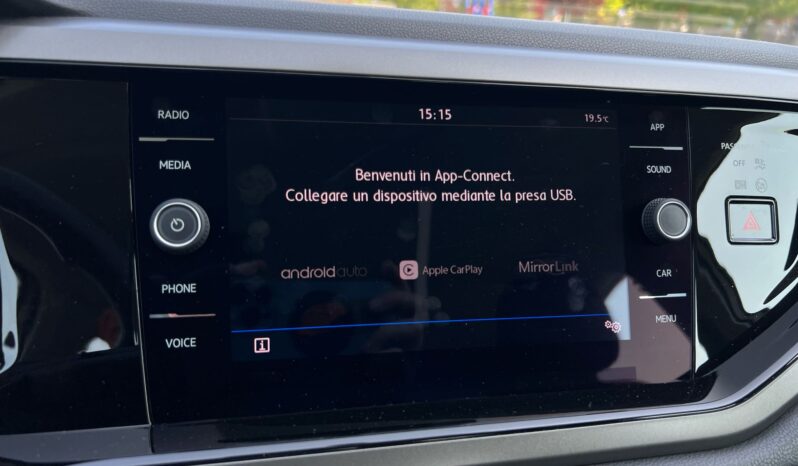 15:15
19.5°C
RADIO
MEDIA
PHONE
VOICE
Benvenuti in App-Connect.
Collegare un dispositivo mediante la presa USB.
androidauto
Apple CarPlay
MirrorLink
i
APP
SOUND
CAR
MENU
OFF